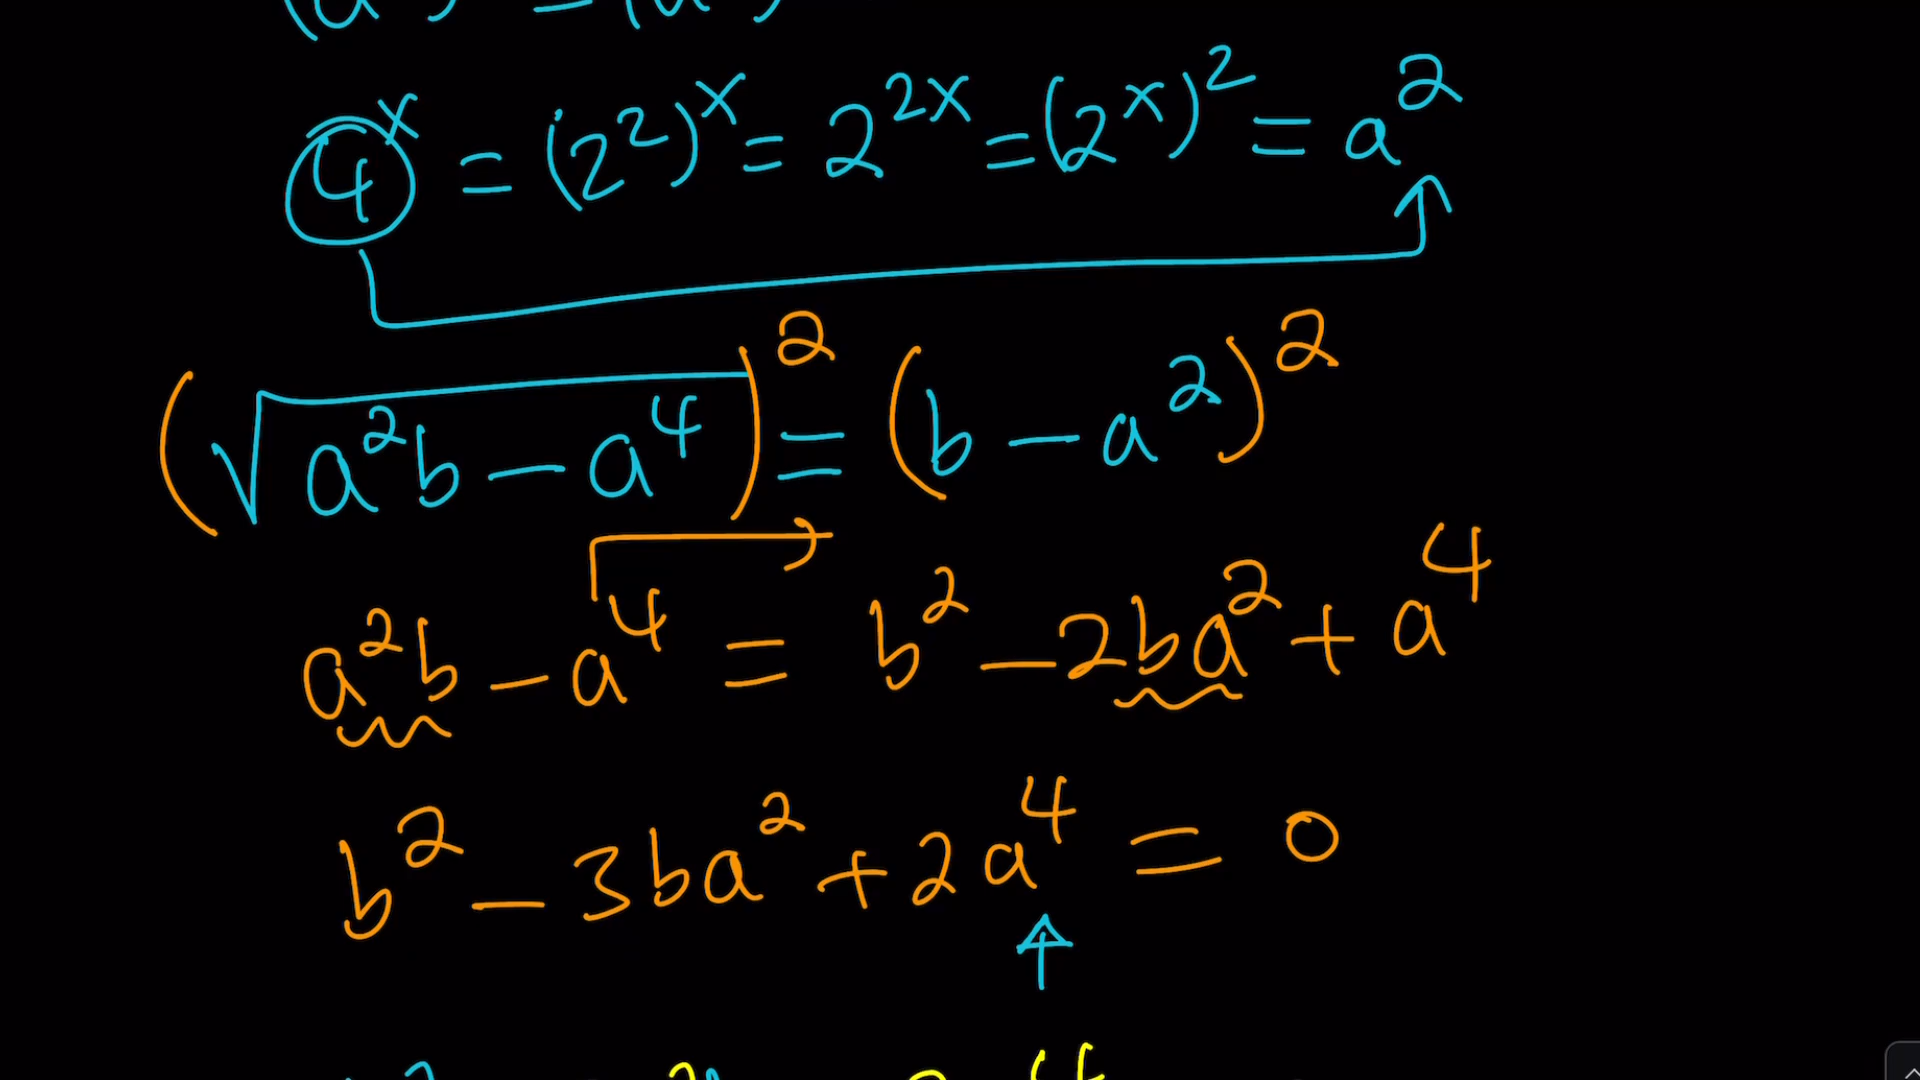 4^x = (2^2)^x = 2^{2x} = (2^x)^2 = a^2
(√(a^2b - a^4))^2 = (b - a^2)^2
a^2b - a^4 = b^2 - 2ba^2 + a^4
b^2 - 3ba^2 + 2a^4 = 0